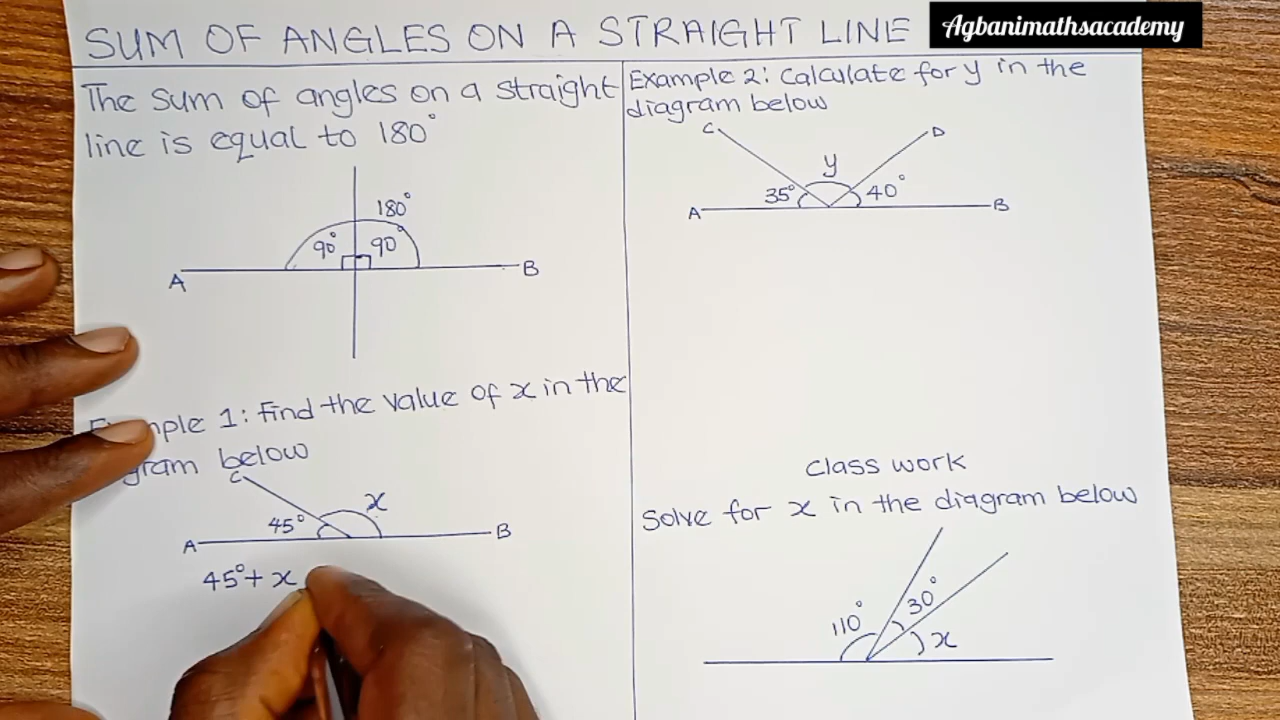 SUM OF ANGLES ON A STRAIGHT LINE
Agbanimathsacademy
The sum of angles on a straight
line is equal to 180°
180°
90° 90°
A B
Example 2: Calculate for y in the
diagram below
C D
y
35° 40°
A B
1: Find the value of x in the
below
C
x
45°
A B
45°+ x
Class work
Solve for x in the diagram below
110° 30°
x